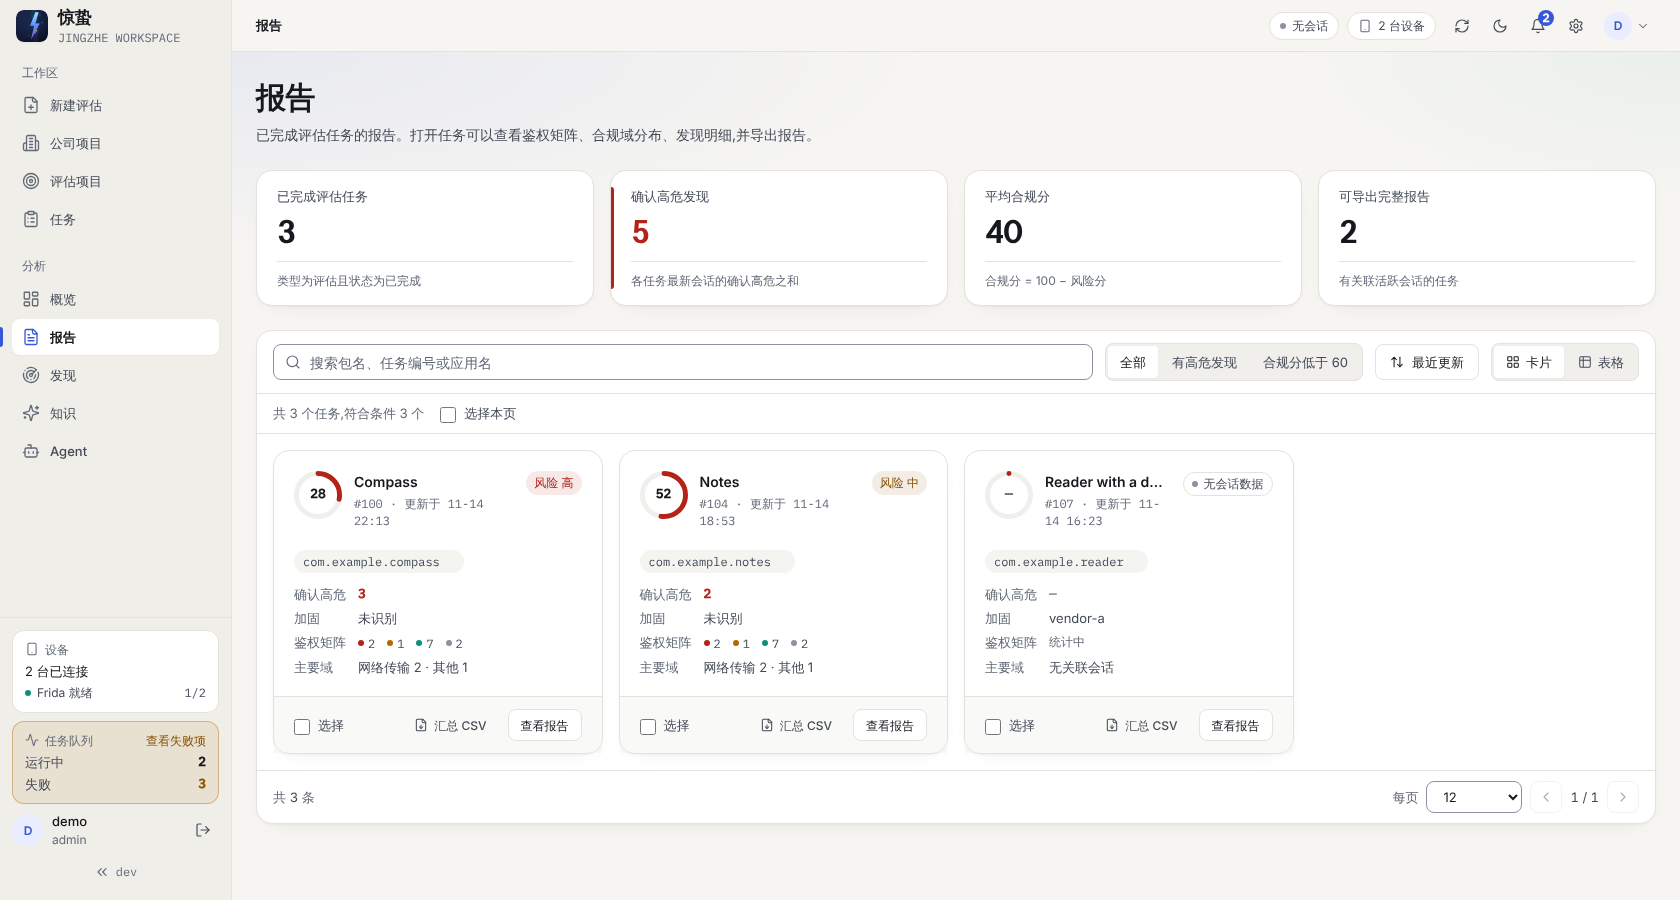 惊蛰
JINGZHE WORKSPACE
工作区
新建评估
公司项目
评估项目
任务
分析
概览
报告
发现
知识
Agent
设备
2 台已连接
Frida 就绪 1/2
任务队列 查看失败项
运行中 2
失败 3
D
demo
admin
dev
报告
无会话
2 台设备
2
D
报告
已完成评估任务的报告。打开任务可以查看鉴权矩阵、合规域分布、发现明细,并导出报告。
已完成评估任务
3
类型为评估且状态为已完成
确认高危发现
5
各任务最新会话的确认高危之和
平均合规分
40
合规分 = 100 − 风险分
可导出完整报告
2
有关联活跃会话的任务
搜索包名、任务编号或应用名
全部 有高危发现 合规分低于 60
最近更新
卡片 表格
共 3 个任务,符合条件 3 个 选择本页
28
Compass
风险 高
#100 · 更新于 11-14
22:13
com.example.compass
确认高危 3
加固 未识别
鉴权矩阵 2 1 7 2
主要域 网络传输 2 · 其他 1
选择 汇总 CSV 查看报告
52
Notes
风险 中
#104 · 更新于 11-14
18:53
com.example.notes
确认高危 2
加固 未识别
鉴权矩阵 2 1 7 2
主要域 网络传输 2 · 其他 1
选择 汇总 CSV 查看报告
–
Reader with a d...
无会话数据
#107 · 更新于 11-
14 16:23
com.example.reader
确认高危 –
加固 vendor-a
鉴权矩阵 统计中
主要域 无关联会话
选择 汇总 CSV 查看报告
共 3 条
每页 12 1 / 1